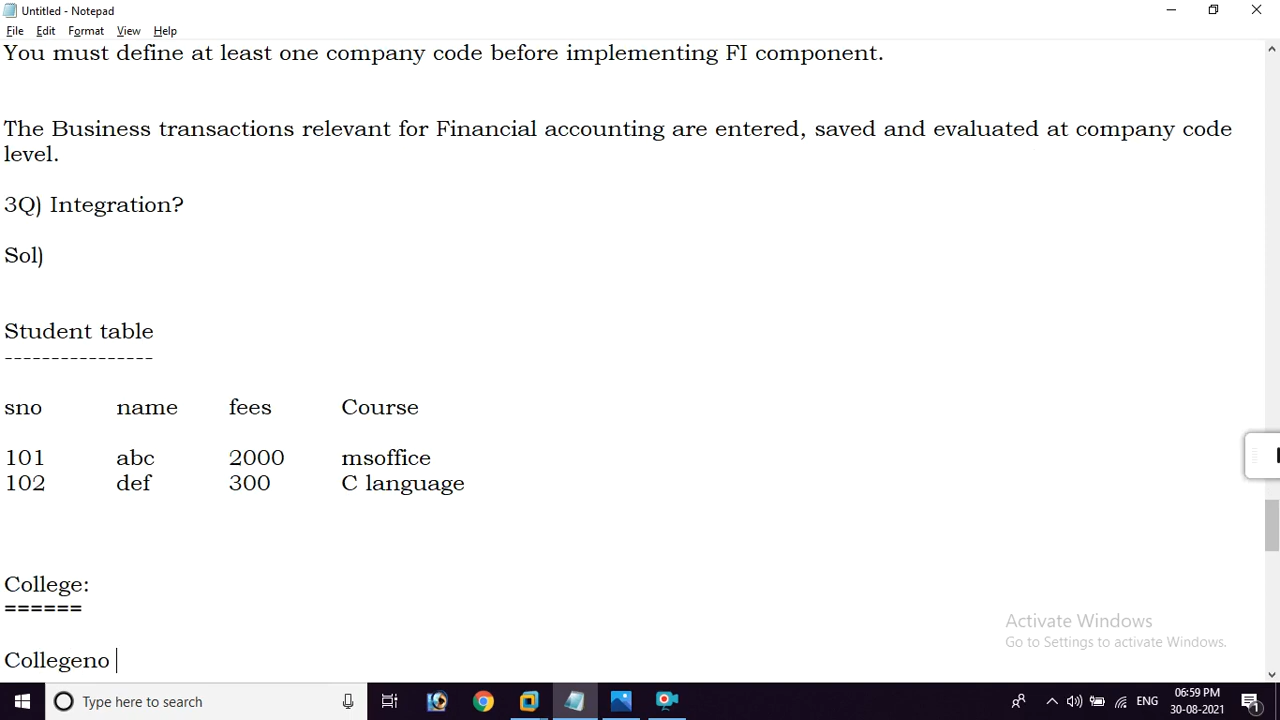 Untitled - Notepad
File Edit Format View Help
You must define at least one company code before implementing FI component.
The Business transactions relevant for Financial accounting are entered, saved and evaluated at company code
level.
3Q) Integration?
Sol)
Student table
----------------
sno name fees Course
101 abc 2000 msoffice
102 def 300 C language
College:
======
Collegeno
Activate Windows
Go to Settings to activate Windows.
Type here to search
ENG
06:59 PM
30-08-2021
1